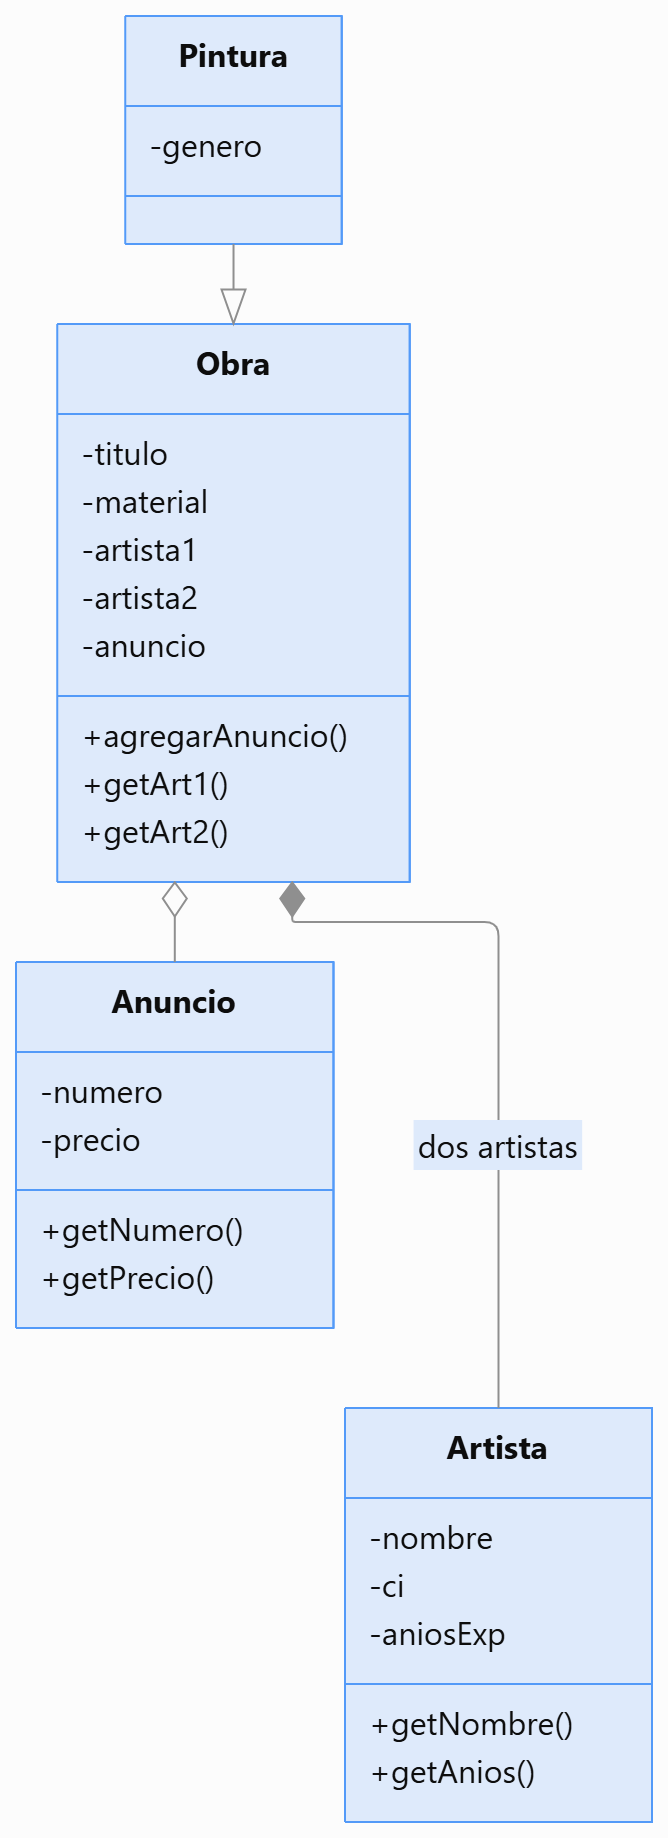 Pintura
-genero
Obra
-titulo
-material
-artista1
-artista2
-anuncio
+agregarAnuncio()
+getArt1()
+getArt2()
Anuncio
-numero
-precio
+getNumero()
+getPrecio()
dos artistas
Artista
-nombre
-ci
-aniosExp
+getNombre()
+getAnios()